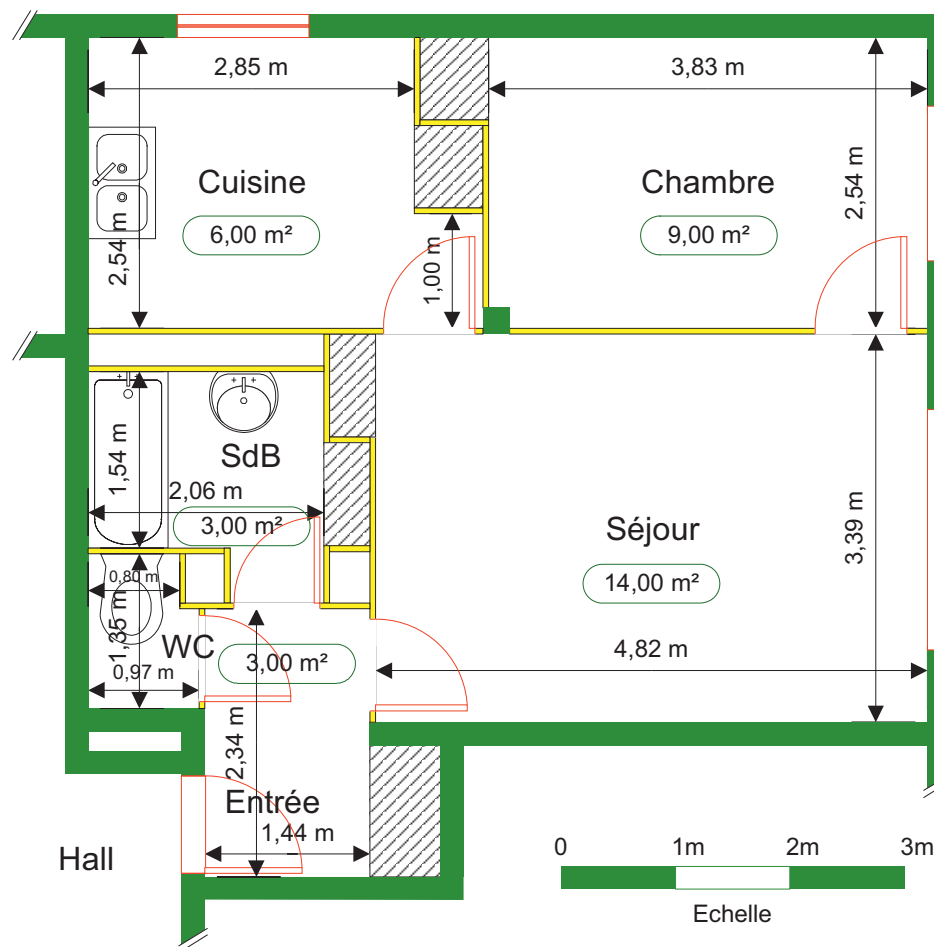 2,85 m
3,83 m
Cuisine
6,00 m²
2,54 m
1,00 m
Chambre
9,00 m²
2,54 m
SdB
1,54 m
2,06 m
3,00 m²
Séjour
14,00 m²
3,39 m
4,82 m
0,80 m
1,35 m
WC
0,97 m
3,00 m²
2,34 m
Entrée
1,44 m
Hall
0 1m 2m 3m
Echelle